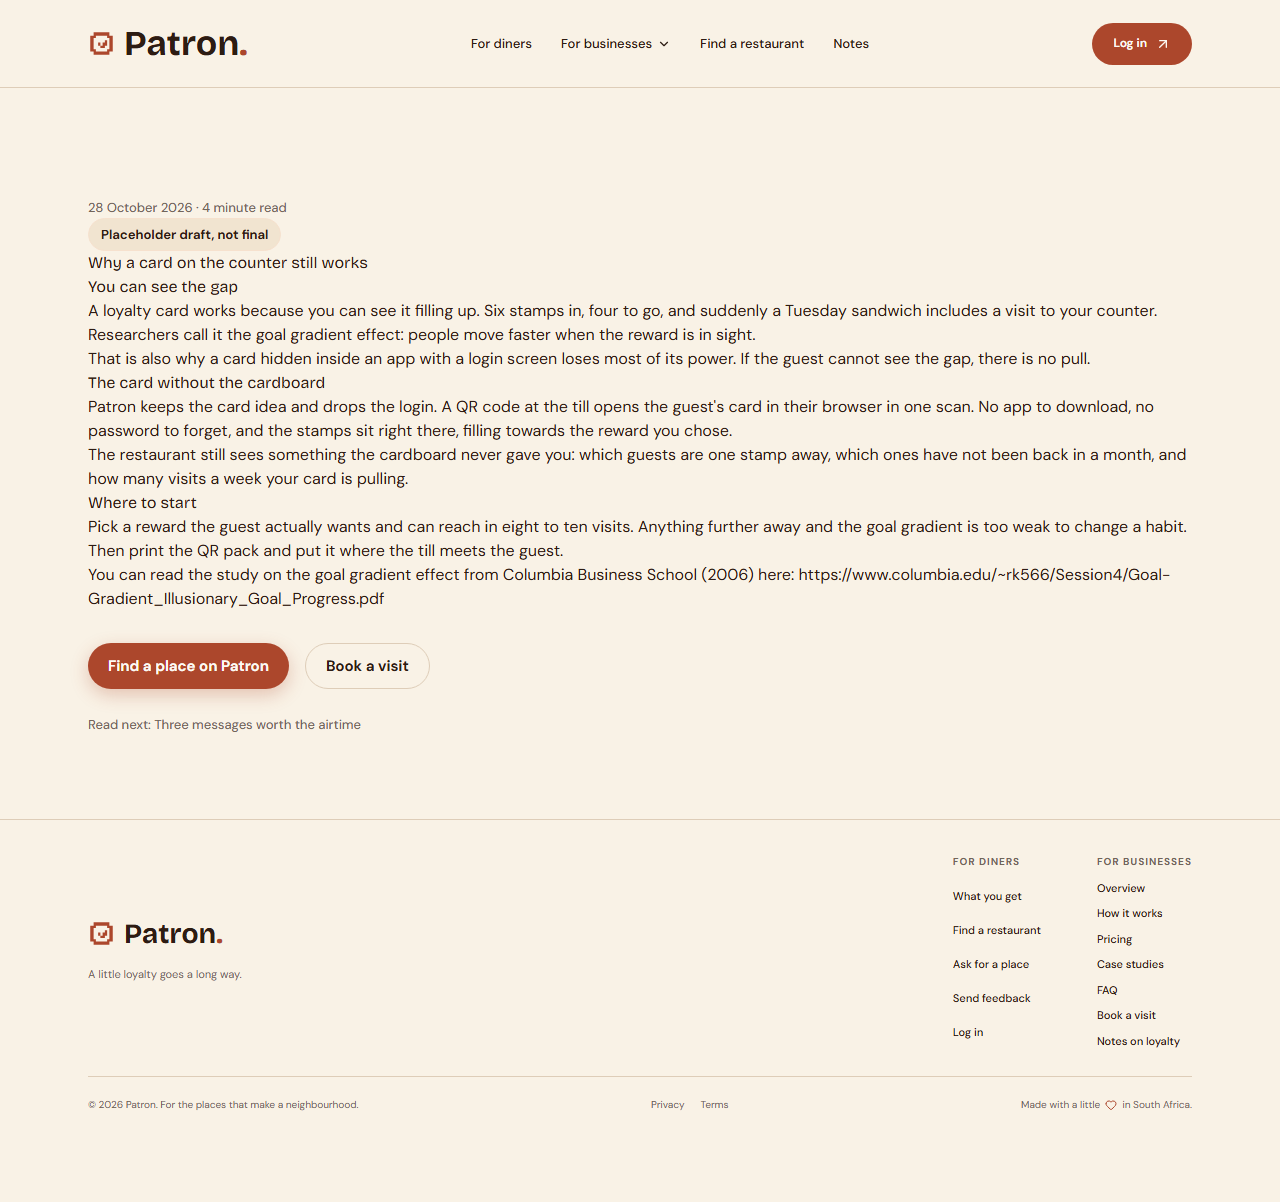 Patron.
For diners
For businesses
Find a restaurant
Notes
Log in
28 October 2026 · 4 minute read
Placeholder draft, not final
Why a card on the counter still works
You can see the gap
A loyalty card works because you can see it filling up. Six stamps in, four to go, and suddenly a Tuesday sandwich includes a visit to your counter.
Researchers call it the goal gradient effect: people move faster when the reward is in sight.
That is also why a card hidden inside an app with a login screen loses most of its power. If the guest cannot see the gap, there is no pull.
The card without the cardboard
Patron keeps the card idea and drops the login. A QR code at the till opens the guest's card in their browser in one scan. No app to download, no
password to forget, and the stamps sit right there, filling towards the reward you chose.
The restaurant still sees something the cardboard never gave you: which guests are one stamp away, which ones have not been back in a month, and
how many visits a week your card is pulling.
Where to start
Pick a reward the guest actually wants and can reach in eight to ten visits. Anything further away and the goal gradient is too weak to change a habit.
Then print the QR pack and put it where the till meets the guest.
You can read the study on the goal gradient effect from Columbia Business School (2006) here: https://www.columbia.edu/~rk566/Session4/Goal-
Gradient_Illusionary_Goal_Progress.pdf
Find a place on Patron
Book a visit
Read next: Three messages worth the airtime
Patron.
A little loyalty goes a long way.
FOR DINERS
What you get
Find a restaurant
Ask for a place
Send feedback
Log in
FOR BUSINESSES
Overview
How it works
Pricing
Case studies
FAQ
Book a visit
Notes on loyalty
© 2026 Patron. For the places that make a neighbourhood.
Privacy
Terms
Made with a little
in South Africa.